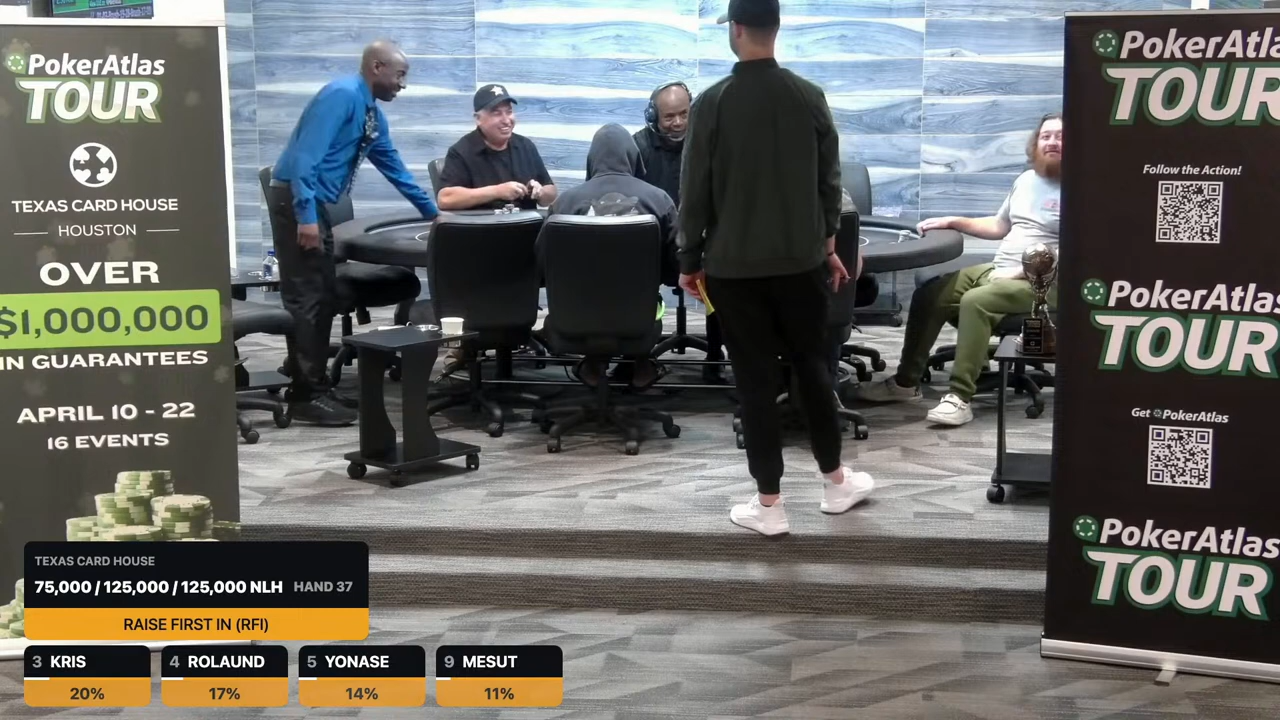 PokerAtlas
TOUR
TEXAS CARD HOUSE
HOUSTON
OVER
$1,000,000
IN GUARANTEES
APRIL 10 - 22
16 EVENTS
PokerAtla
TOUR
Follow the Action!
PokerAtlas
TOUR
Get PokerAtlas
PokerAtlas
TOUR
TEXAS CARD HOUSE
75,000 / 125,000 / 125,000 NLH HAND 37
RAISE FIRST IN (RFI)
3 KRIS
20%
4 ROLAUND
17%
5 YONASE
14%
9 MESUT
11%